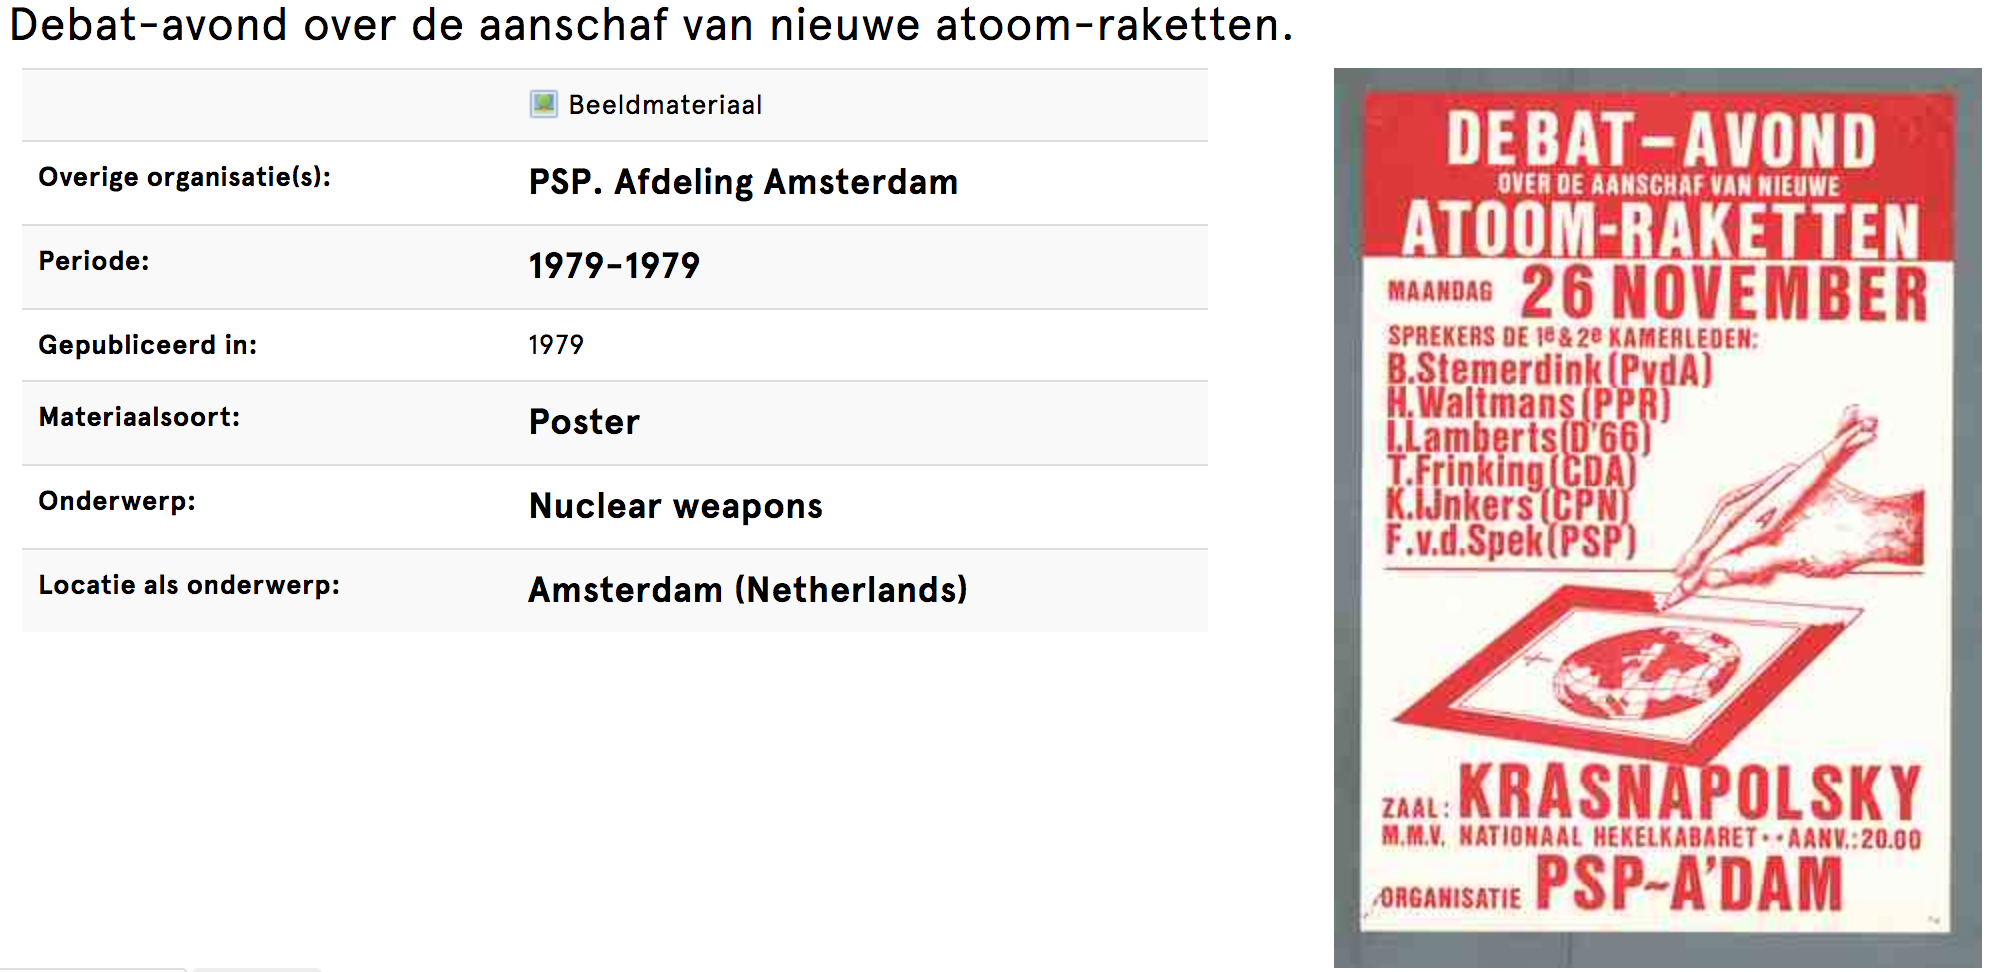 Debat-avond over de aanschaf van nieuwe atoom-raketten.
Beeldmateriaal
Overige organisatie(s): PSP. Afdeling Amsterdam
Periode: 1979-1979
Gepubliceerd in: 1979
Materiaalsoort: Poster
Onderwerp: Nuclear weapons
Locatie als onderwerp: Amsterdam (Netherlands)
DEBAT-AVOND
OVER DE AANSCHAF VAN NIEUWE
ATOOM-RAKETTEN
MAANDAG 26 NOVEMBER
SPREKERS DE 1e & 2e KAMERLEDEN:
B.Stemerdink (PvdA)
H.Waltmans (PPR)
I.Lamberts (D'66)
T.Frinking (CDA)
K.IJnkers (CPN)
F.v.d.Spek (PSP)
ZAAL: KRASNAPOLSKY
M.M.V. NATIONAAL HEKELKABARET •• AANV.: 20.00
ORGANISATIE PSP~A'DAM